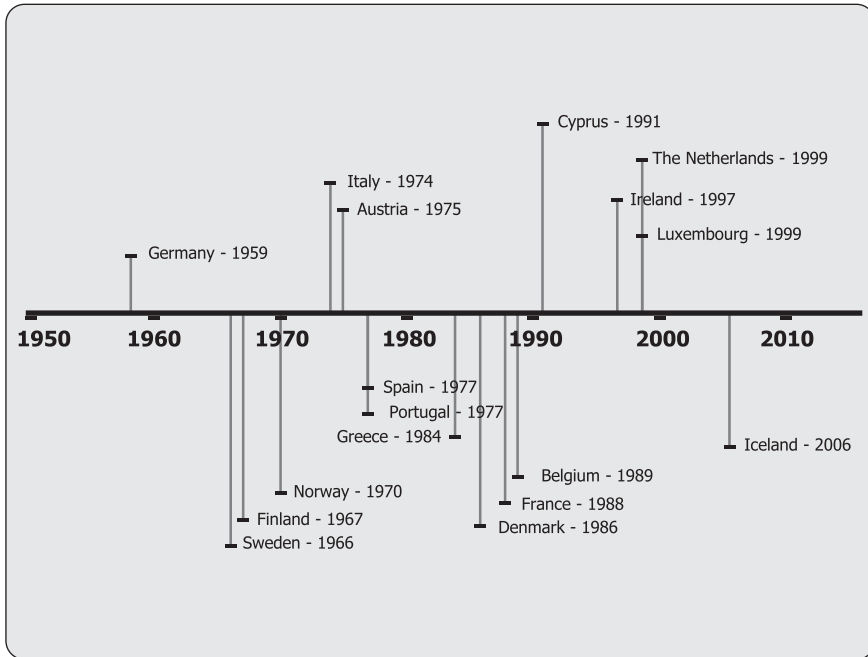 Cyprus - 1991
The Netherlands - 1999
Italy - 1974
Ireland - 1997
Austria - 1975
Luxembourg - 1999
Germany - 1959
1950 1960 1970 1980 1990 2000 2010
Spain - 1977
Portugal - 1977
Greece - 1984
Iceland - 2006
Belgium - 1989
Norway - 1970
France - 1988
Finland - 1967
Denmark - 1986
Sweden - 1966